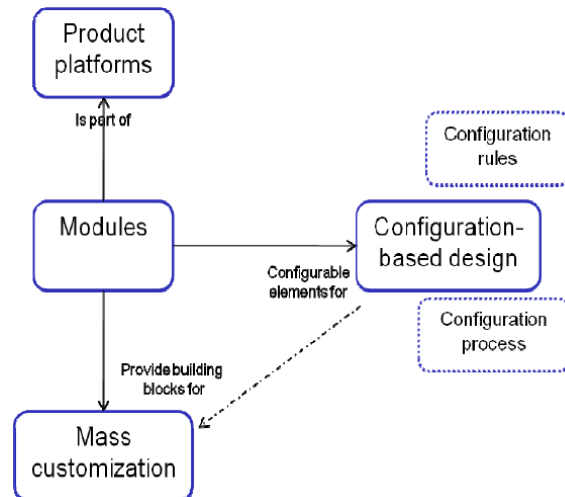 Product
platforms
Is part of
Configuration
rules
Modules
Configuration-
based design
Configurable
elements for
Configuration
process
Provide building
blocks for
Mass
customization